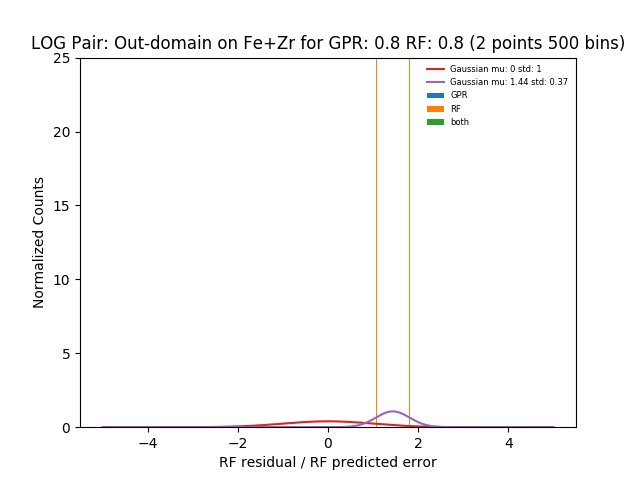 LOG Pair: Out-domain on Fe+Zr for GPR: 0.8 RF: 0.8 (2 points 500 bins)
Gaussian mu: 0 std: 1
Gaussian mu: 1.44 std: 0.37
GPR
RF
both
Normalized Counts
25
20
15
10
5
0
−4 −2 0 2 4
RF residual / RF predicted error